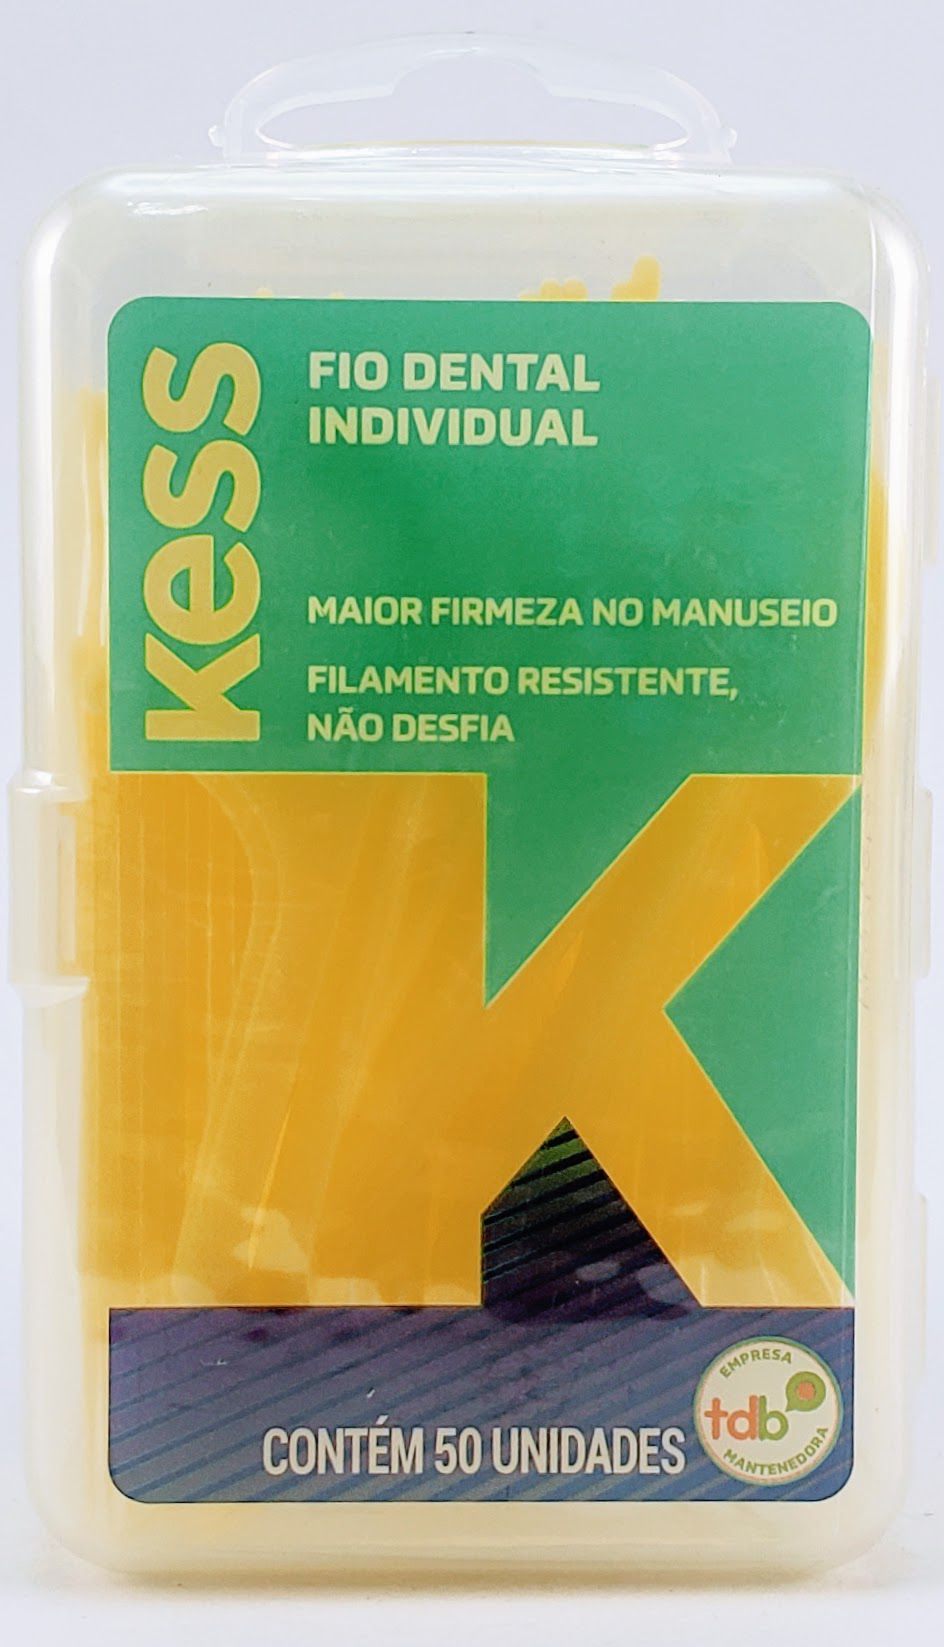 Kess
FIO DENTAL
INDIVIDUAL
MAIOR FIRMEZA NO MANUSEIO
FILAMENTO RESISTENTE,
NÃO DESFIA
K
CONTÉM 50 UNIDADES
EMPRESA
tdb
MANTENEDORA